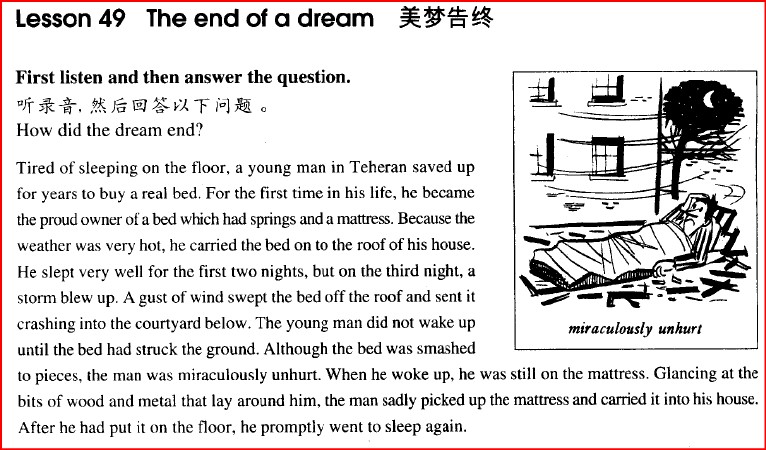 Lesson 49 The end of a dream 美梦告终
First listen and then answer the question.
听录音，然后回答以下问题。
How did the dream end?
Tired of sleeping on the floor, a young man in Teheran saved up
for years to buy a real bed. For the first time in his life, he became
the proud owner of a bed which had springs and a mattress. Because the
weather was very hot, he carried the bed on to the roof of his house.
He slept very well for the first two nights, but on the third night, a
storm blew up. A gust of wind swept the bed off the roof and sent it
crashing into the courtyard below. The young man did not wake up
until the bed had struck the ground. Although the bed was smashed
miraculously unhurt
to pieces, the man was miraculously unhurt. When he woke up, he was still on the mattress. Glancing at the
bits of wood and metal that lay around him, the man sadly picked up the mattress and carried it into his house.
After he had put it on the floor, he promptly went to sleep again.